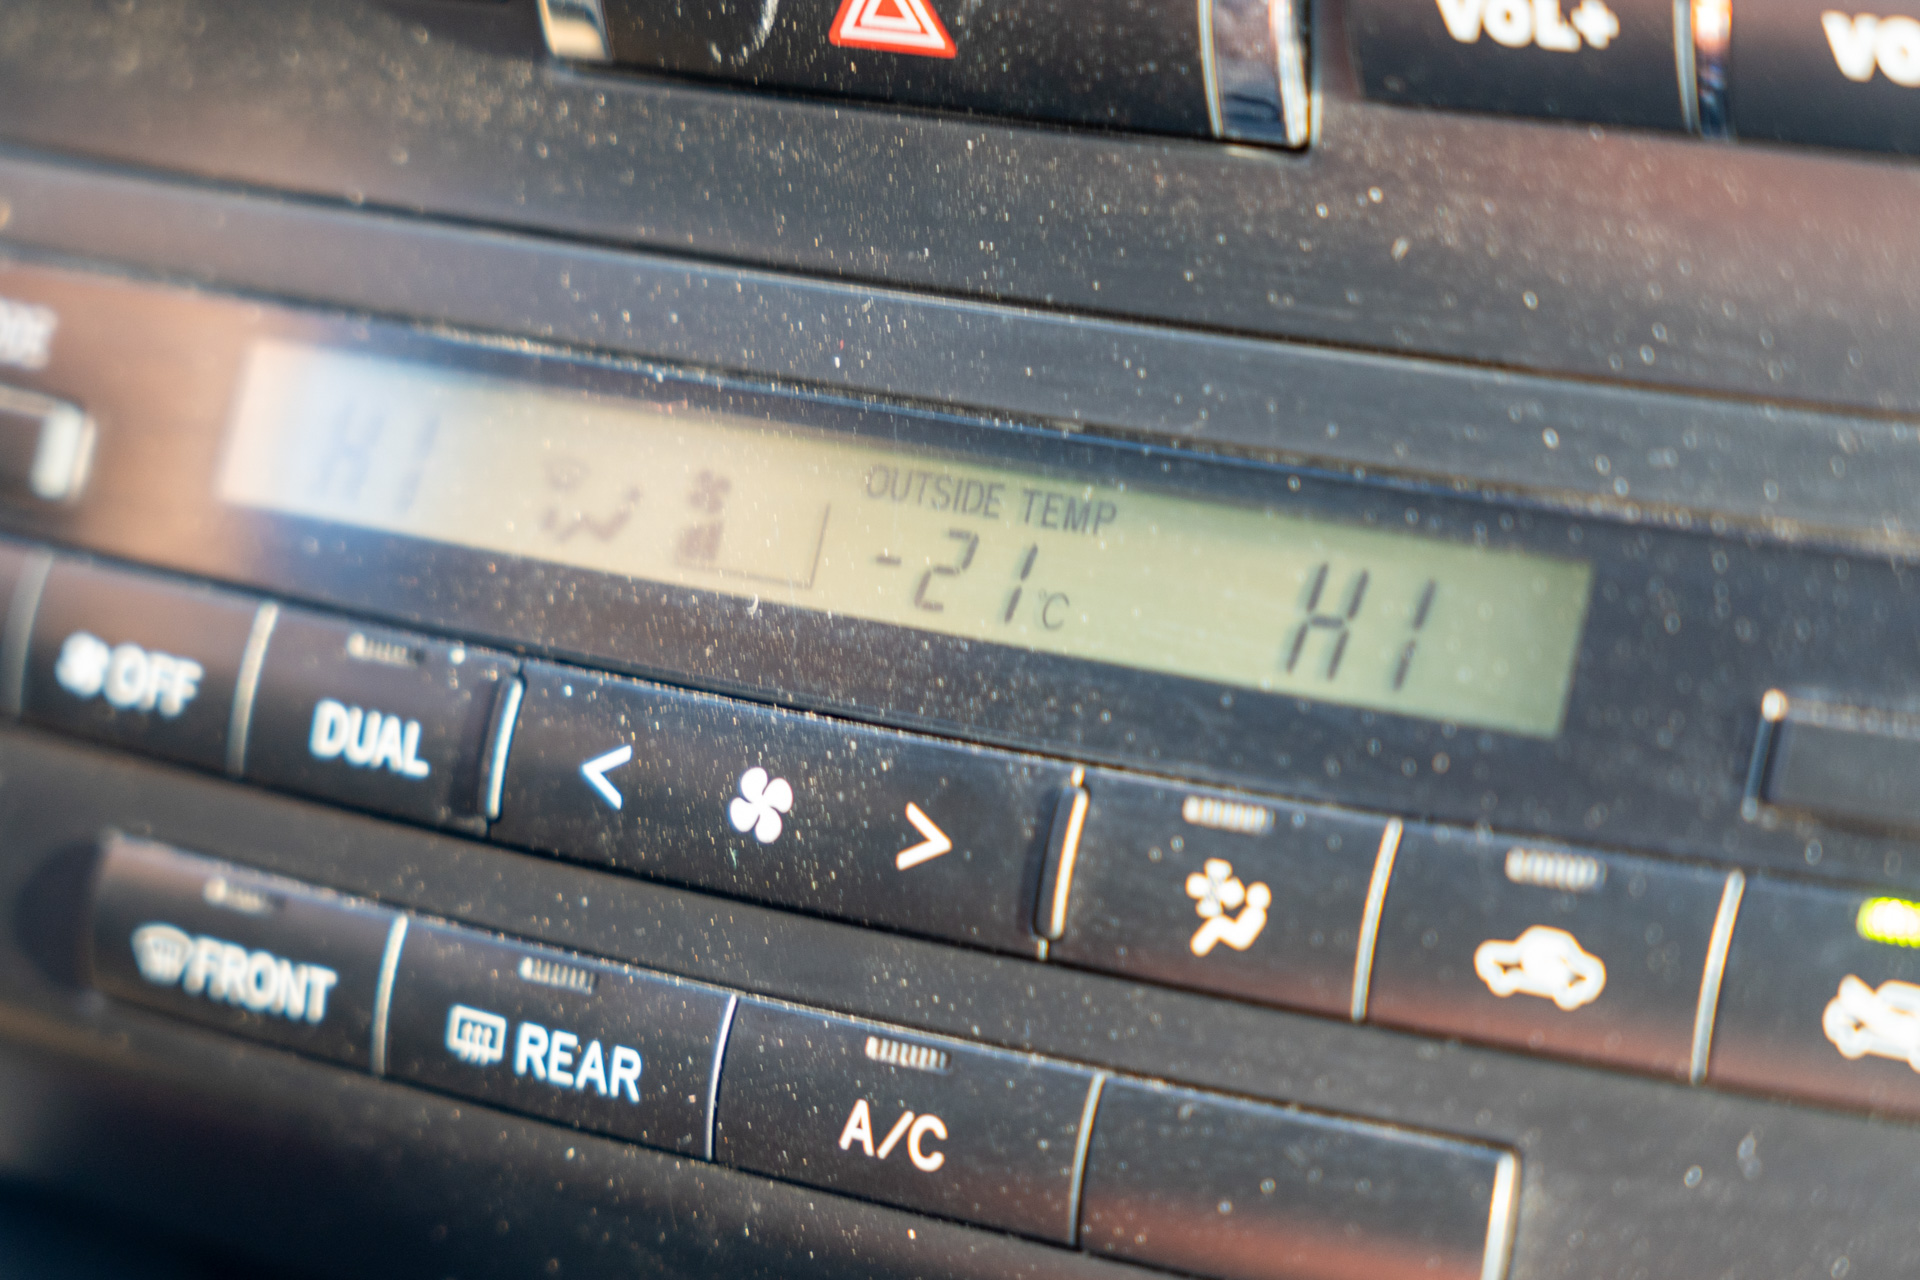 VOL+
VO
HI
OUTSIDE TEMP
-21°C
HI
OFF
DUAL
< >
FRONT
REAR
A/C